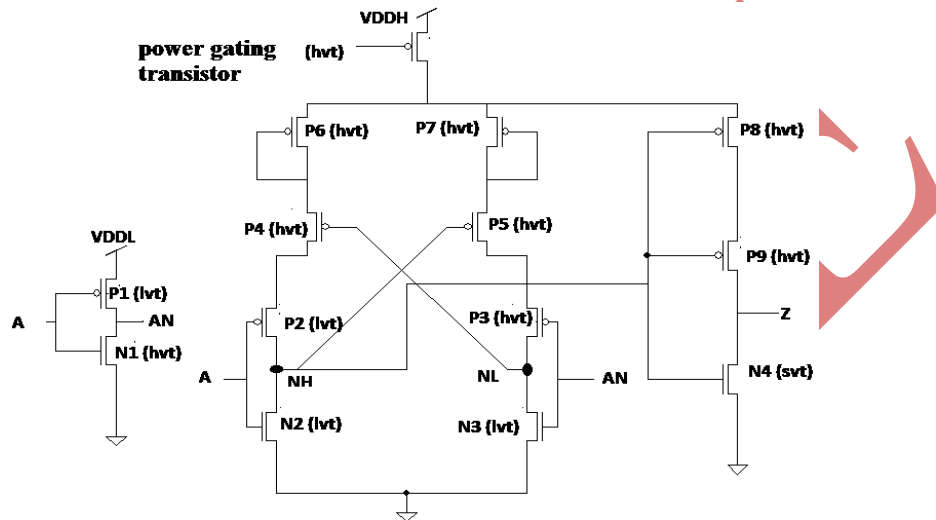 VDDH
power gating (hvt)
transistor
P6 (hvt) P7 (hvt) P8 (hvt)
P4 (hvt) P5 (hvt)
VDDL
P9 (hvt)
P1 (lvt)
P2 (lvt) P3 (hvt)
A AN Z
N1 (hvt)
A NH NL AN N4 (svt)
N2 (lvt) N3 (lvt)